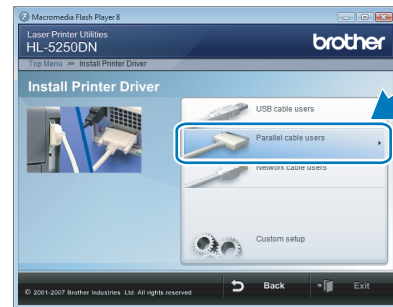 Macromedia Flash Player 8
Laser Printer Utilities
HL-5250DN
brother
Top Menu >> Install Printer Driver
Install Printer Driver
USB cable users
Parallel cable users
Network cable users
Custom setup
© 2001-2007 Brother Industries Ltd. All rights reserved
Back
Exit